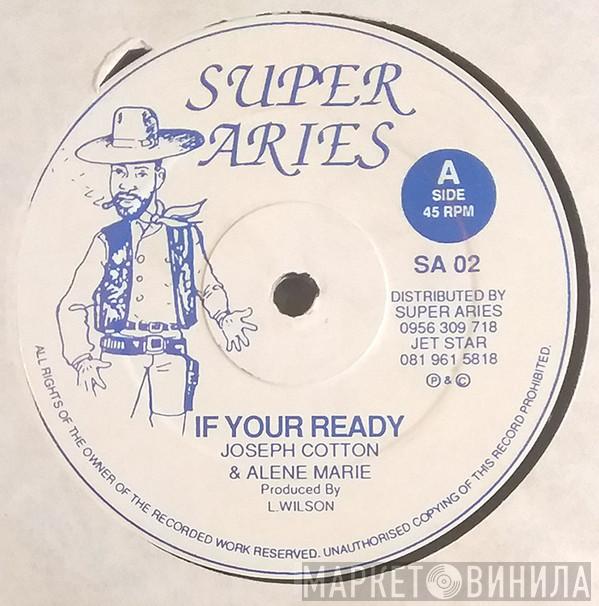 SUPER
ARIES
A
SIDE
45 RPM
SA 02
DISTRIBUTED BY
SUPER ARIES
0956 309 718
JET STAR
081 961 5818
Ⓟ & ©
IF YOUR READY
JOSEPH COTTON
& ALENE MARIE
Produced By
L.WILSON
ALL RIGHTS OF THE OWNER OF THE RECORDED WORK RESERVED. UNAUTHORISED COPYING OF THIS RECORD PROHIBITED.
МАРКЕТ ВИНИЛА